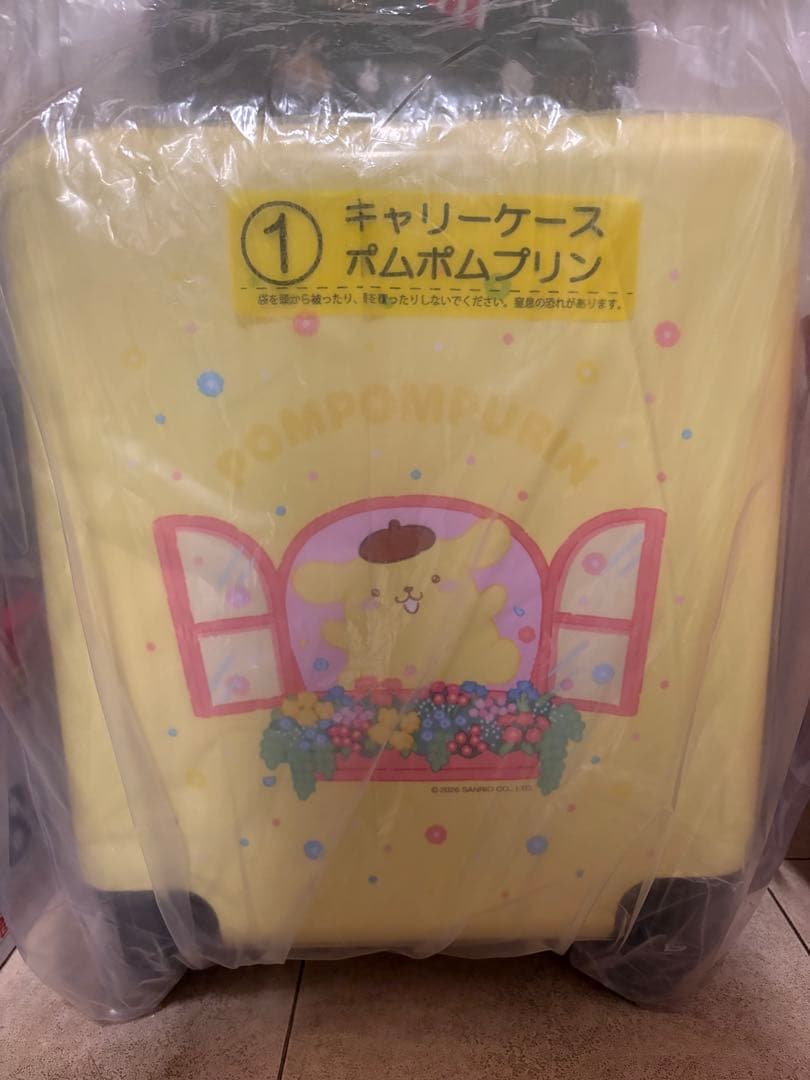 ① キャリーケース
ポムポムプリン
袋を頭から被ったり、口を覆ったりしないでください。窒息の恐れがあります。
POMPOMPURIN
©2026 SANRIO CO., LTD.